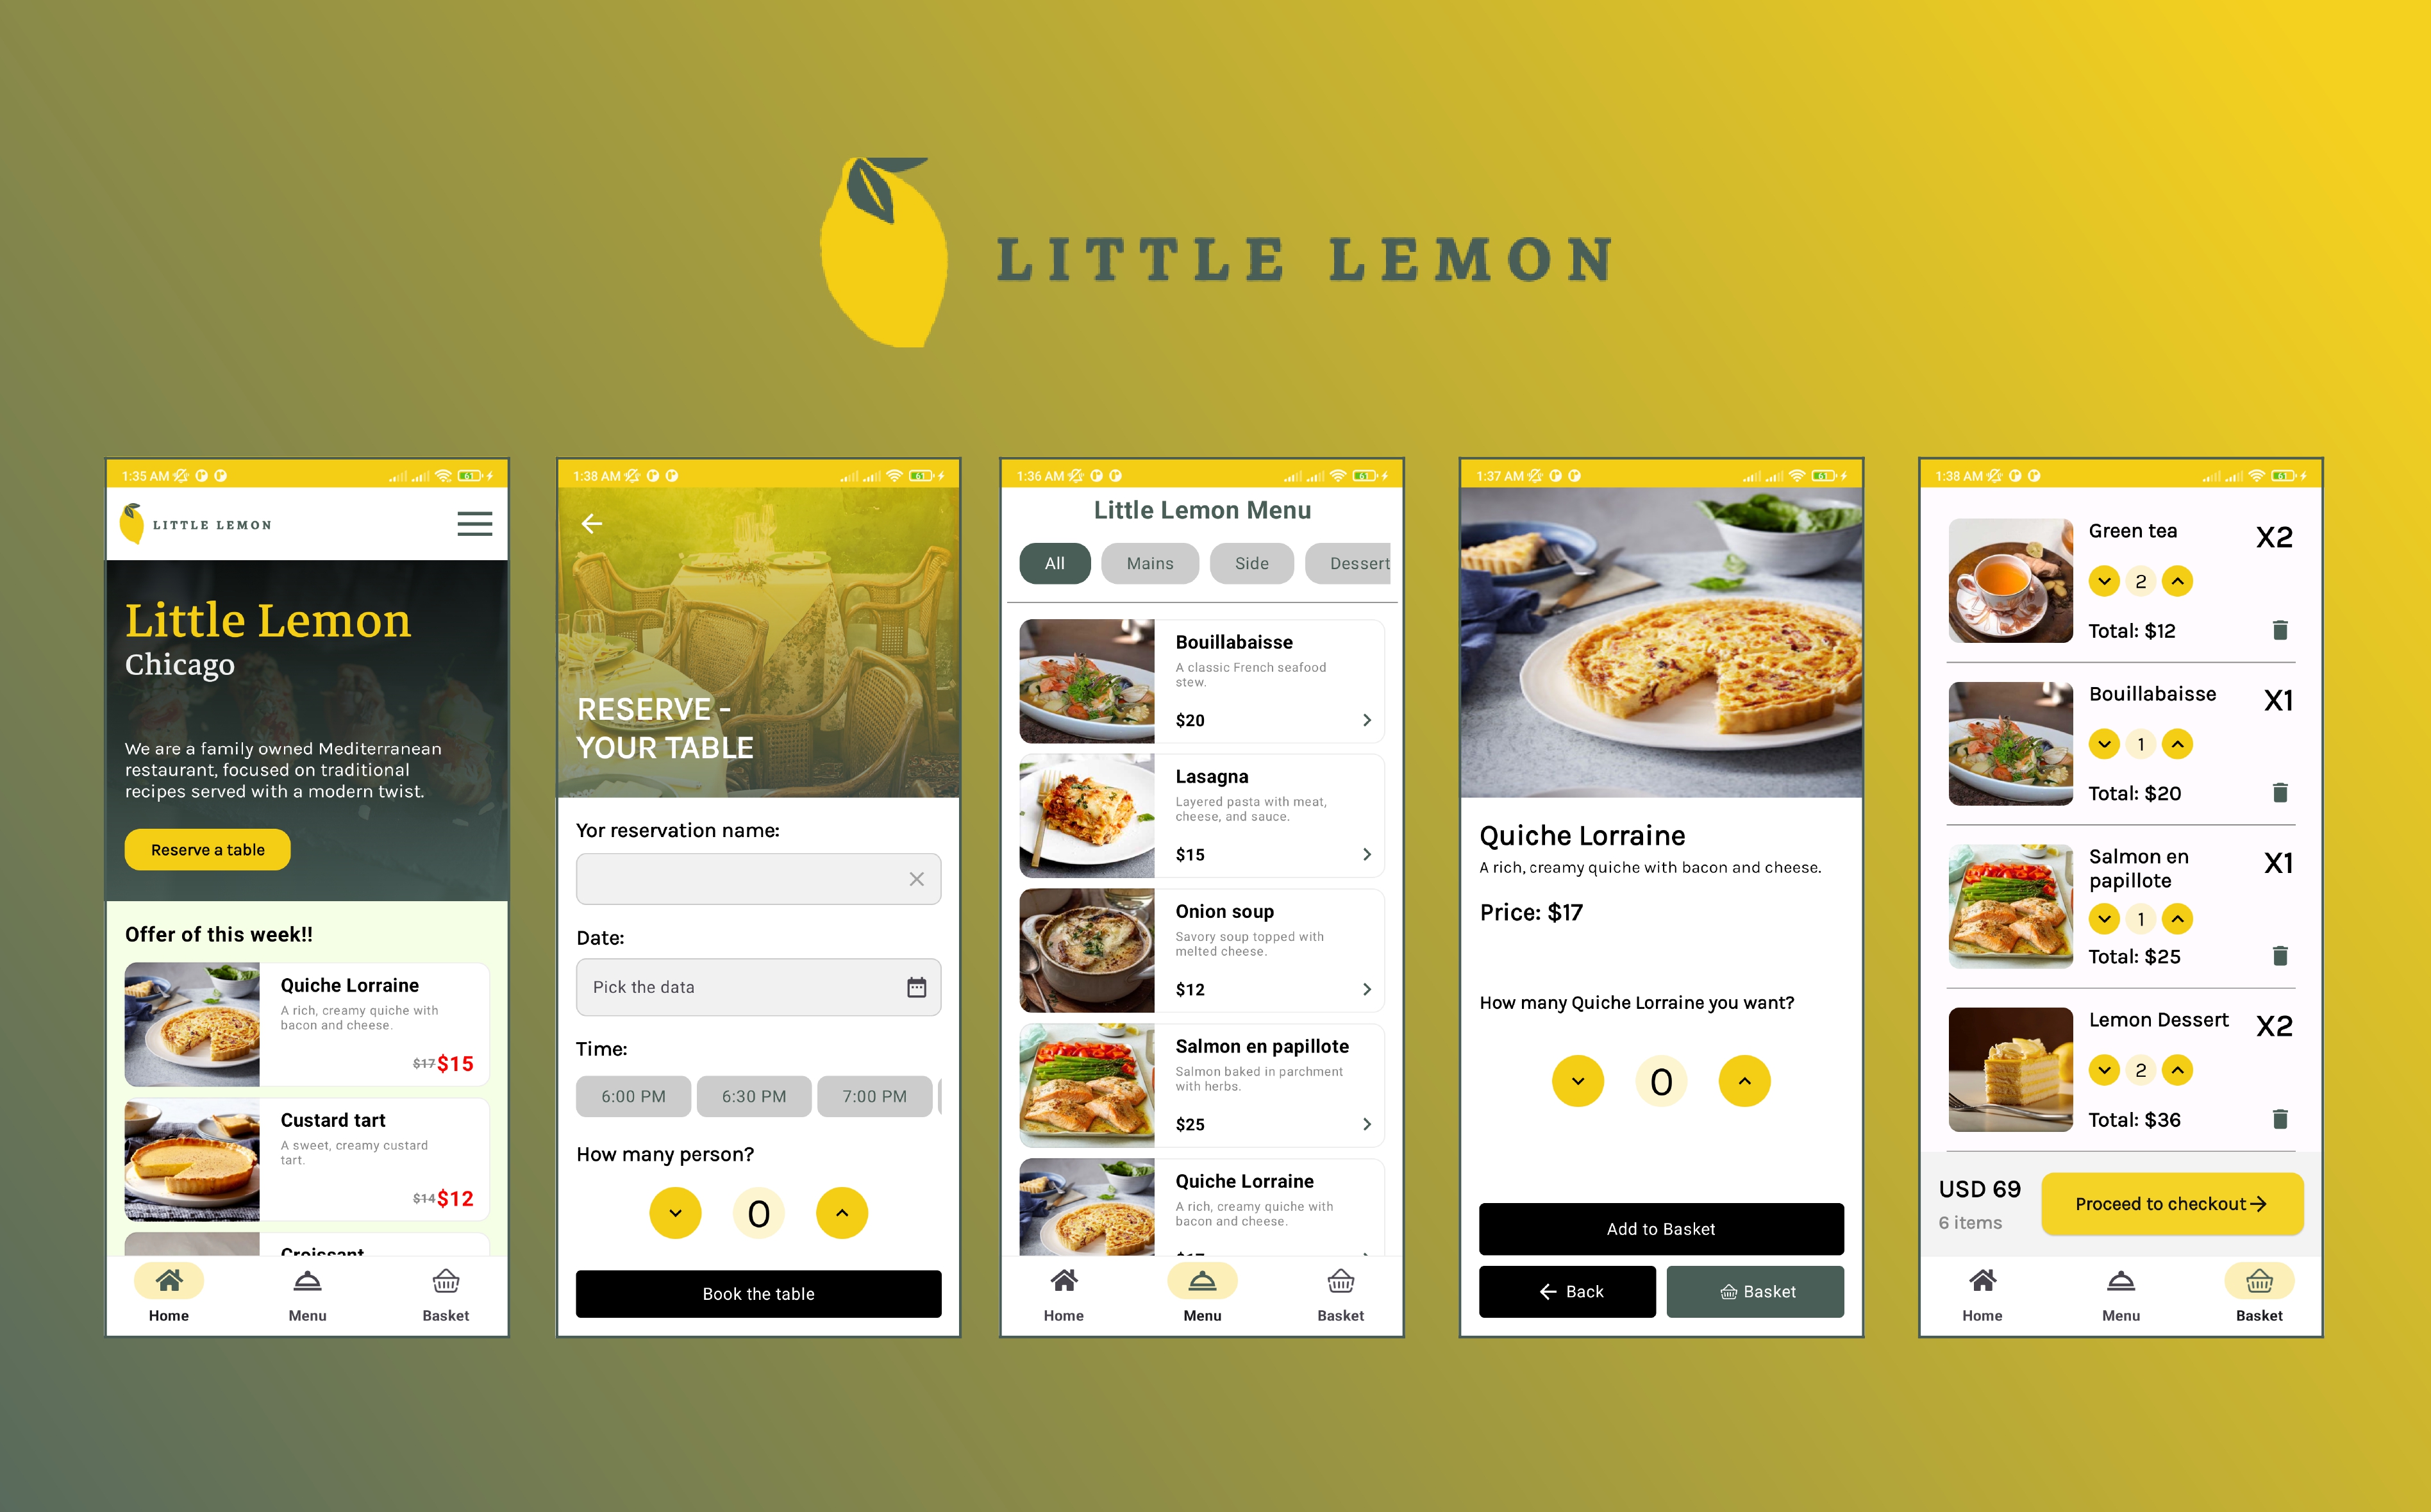 LITTLE LEMON
1:35 AM
61
LITTLE LEMON
Little Lemon
Chicago
We are a family owned Mediterranean
restaurant, focused on traditional
recipes served with a modern twist.
Reserve a table
Offer of this week!!
Quiche Lorraine
A rich, creamy quiche with
bacon and cheese.
$17 $15
Custard tart
A sweet, creamy custard
tart.
$14 $12
Croissant
Home
Menu
Basket
1:38 AM
61
RESERVE -
YOUR TABLE
Yor reservation name:
Date:
Pick the data
Time:
6:00 PM
6:30 PM
7:00 PM
How many person?
0
Book the table
1:36 AM
61
Little Lemon Menu
All
Mains
Side
Dessert
Bouillabaisse
A classic French seafood
stew.
$20
Lasagna
Layered pasta with meat,
cheese, and sauce.
$15
Onion soup
Savory soup topped with
melted cheese.
$12
Salmon en papillote
Salmon baked in parchment
with herbs.
$25
Quiche Lorraine
A rich, creamy quiche with
bacon and cheese.
$17
Home
Menu
Basket
1:37 AM
61
Quiche Lorraine
A rich, creamy quiche with bacon and cheese.
Price: $17
How many Quiche Lorraine you want?
0
Add to Basket
Back
Basket
1:38 AM
61
Green tea
X2
2
Total: $12
Bouillabaisse
X1
1
Total: $20
Salmon en
papillote
X1
1
Total: $25
Lemon Dessert
X2
2
Total: $36
USD 69
6 items
Proceed to checkout
Home
Menu
Basket